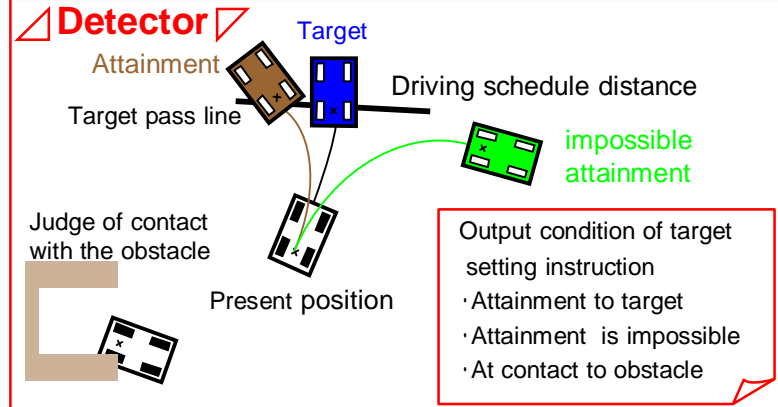 Detector
Target
Attainment
Driving schedule distance
Target pass line
impossible
attainment
Judge of contact
with the obstacle
Present position
Output condition of target
setting instruction
·Attainment to target
·Attainment is impossible
·At contact to obstacle